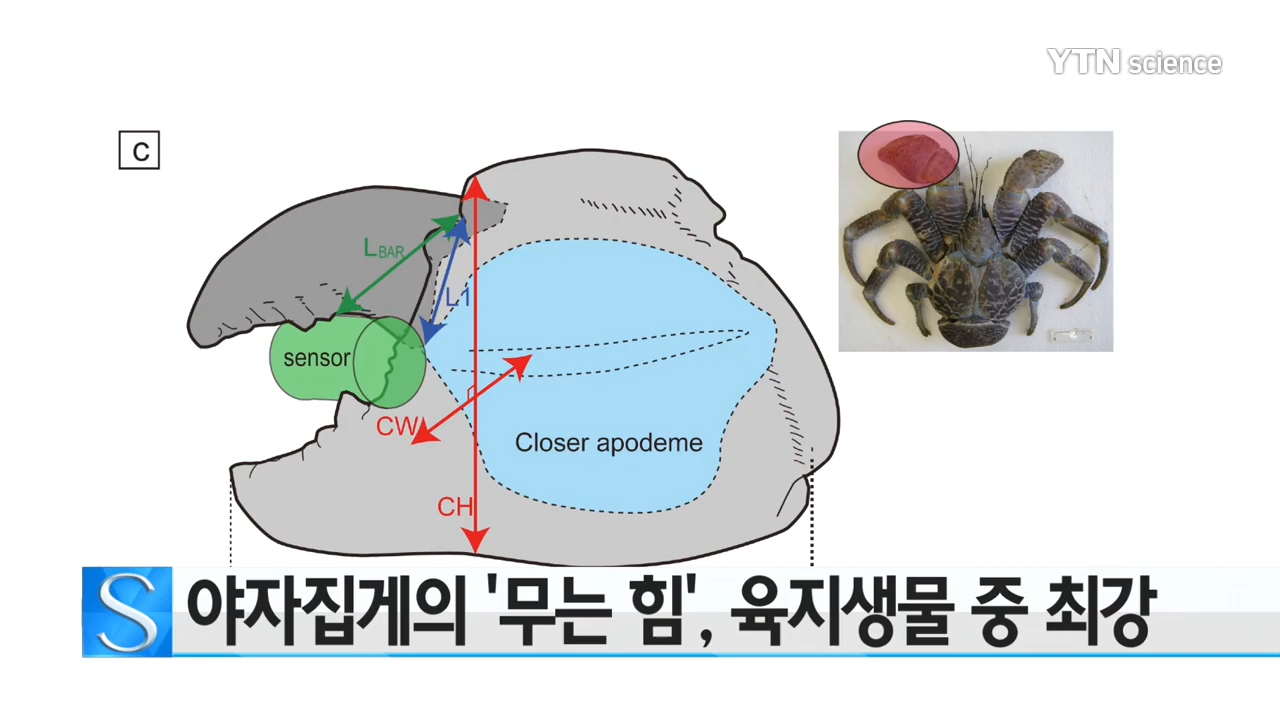 YTN science
C
LBAR
L1
sensor
CW
Closer apodeme
CH
S 야자집게의 '무는 힘', 육지생물 중 최강